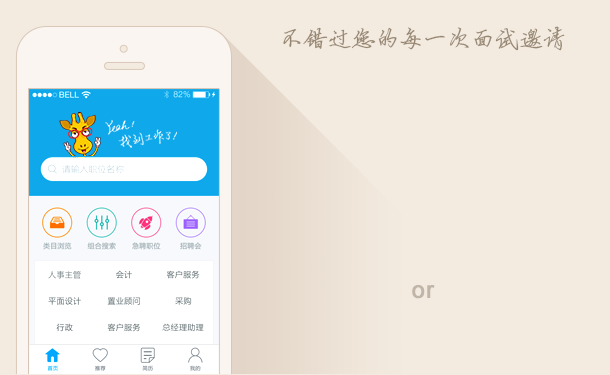 不错过您的每一次面试邀请
BELL 82%
Yeah!
找到工作了!
请输入职位名称
类目浏览 组合搜索 急聘职位 招聘会
人事主管 会计 客户服务
平面设计 置业顾问 采购
or
行政 客户服务 总经理助理
首页 推荐 简历 我的